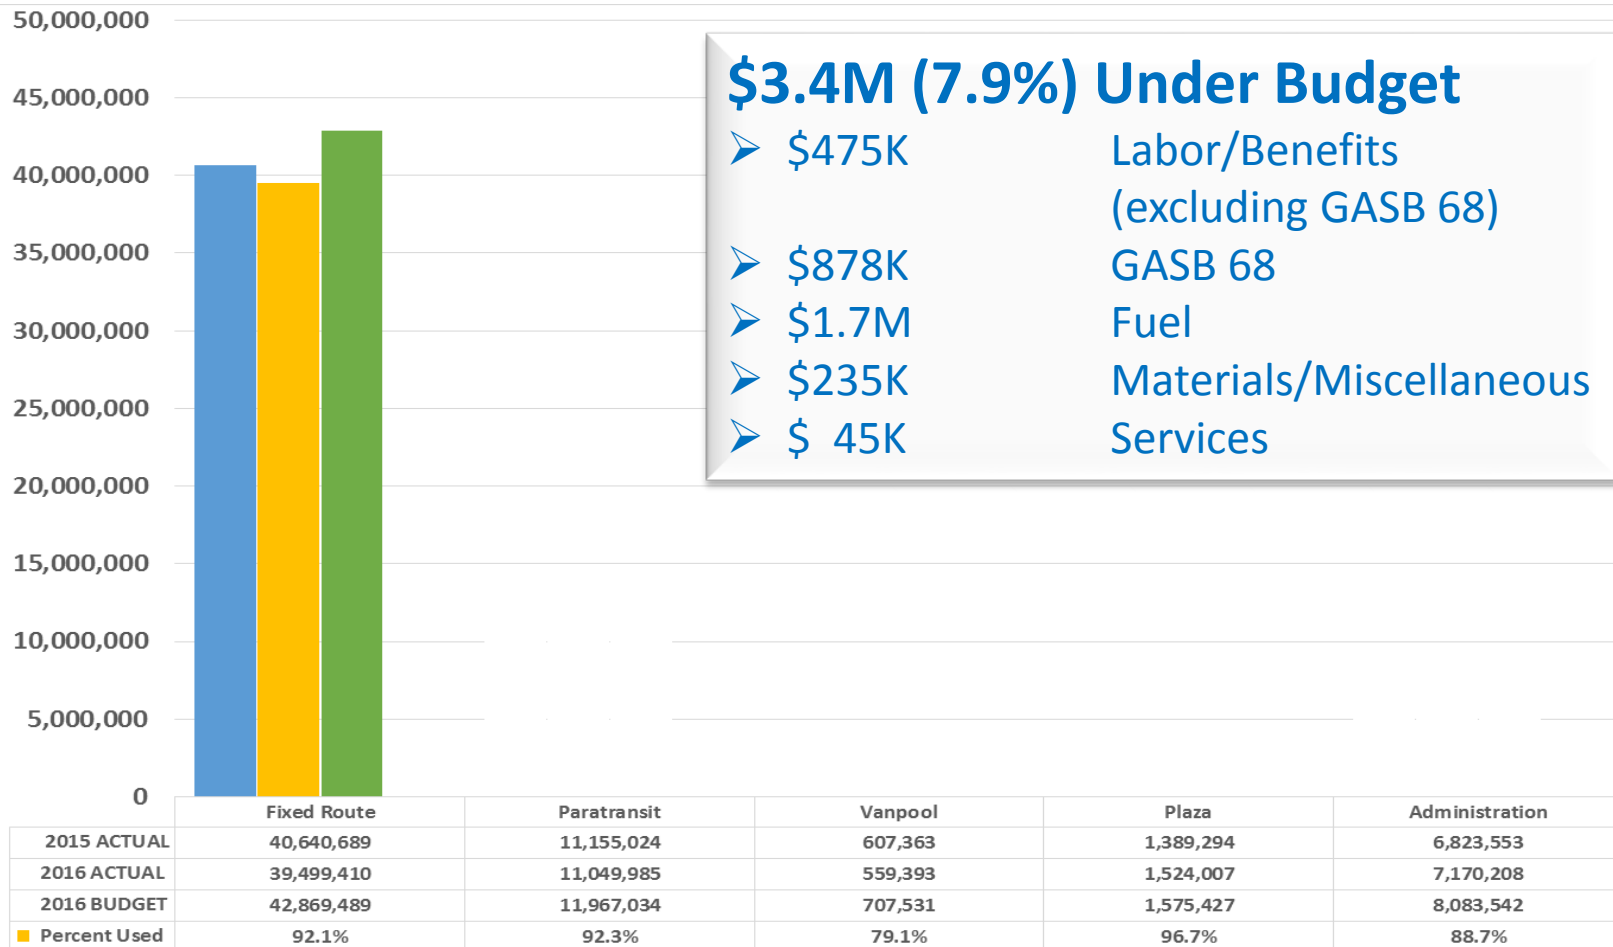 50,000,000
45,000,000
40,000,000
35,000,000
30,000,000
25,000,000
20,000,000
15,000,000
10,000,000
5,000,000
0
$3.4M (7.9%) Under Budget
➢ $475K Labor/Benefits
(excluding GASB 68)
➢ $878K GASB 68
➢ $1.7M Fuel
➢ $235K Materials/Miscellaneous
➢ $ 45K Services
Fixed Route Paratransit Vanpool Plaza Administration
2015 ACTUAL 40,640,689 11,155,024 607,363 1,389,294 6,823,553
2016 ACTUAL 39,499,410 11,049,985 559,393 1,524,007 7,170,208
2016 BUDGET 42,869,489 11,967,034 707,531 1,575,427 8,083,542
Percent Used 92.1% 92.3% 79.1% 96.7% 88.7%